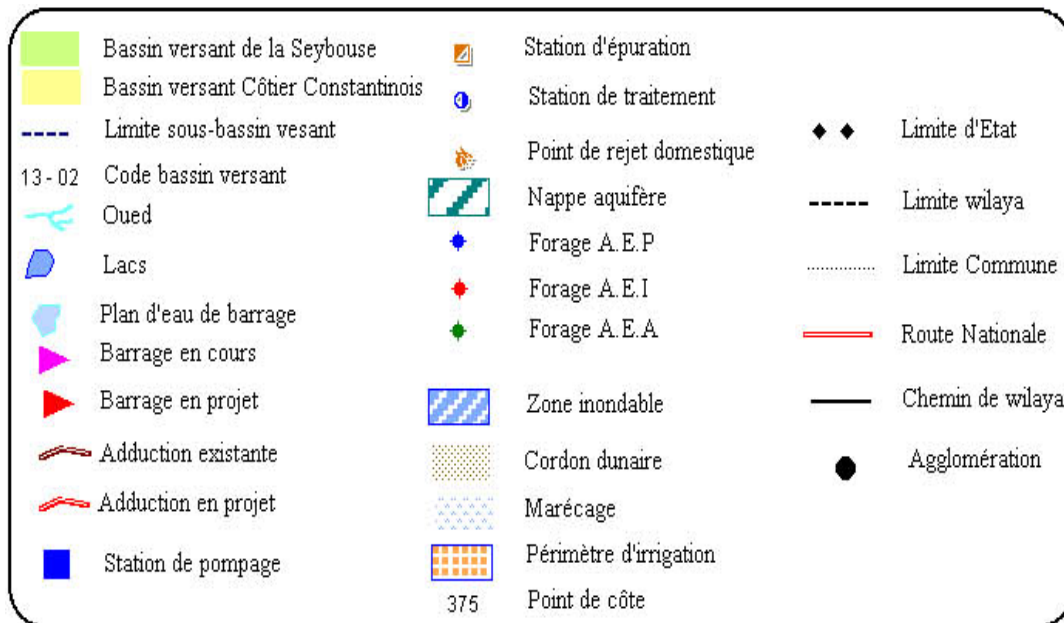 Bassin versant de la Seybouse
Bassin versant Côtier Constantinois
Limite sous-bassin vesant
13 - 02 Code bassin versant
Oued
Lacs
Plan d'eau de barrage
Barrage en cours
Barrage en projet
Adduction existante
Adduction en projet
Station de pompage
Station d'épuration
Station de traitement
Point de rejet domestique
Nappe aquifère
Forage A.E.P
Forage A.E.I
Forage A.E.A
Zone inondable
Cordon dunaire
Marécage
Périmètre d'irrigation
375 Point de côte
Limite d'Etat
Limite wilaya
Limite Commune
Route Nationale
Chemin de wilaya
Agglomération